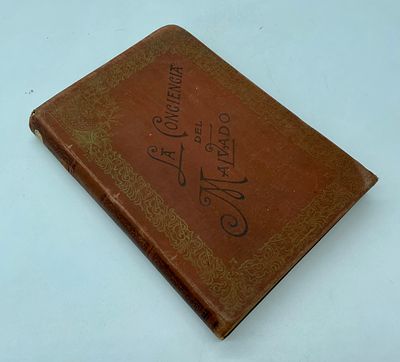 La Conciencia
del
Malvado